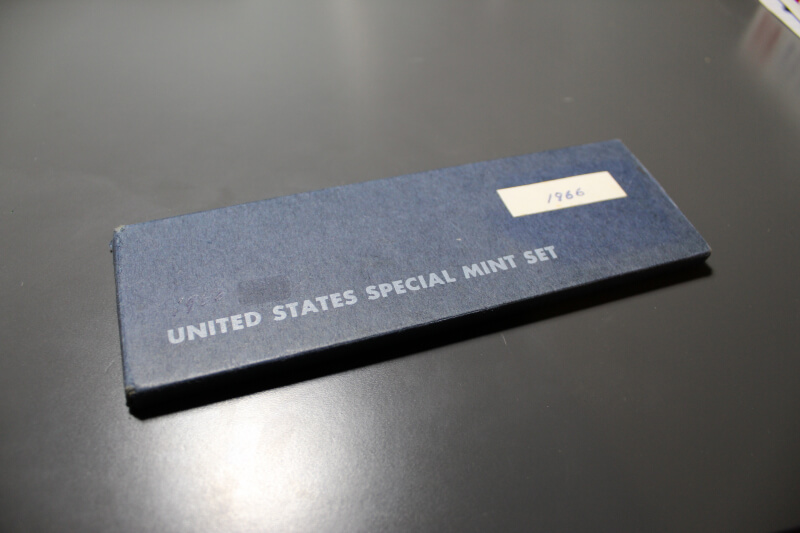 1966
UNITED STATES SPECIAL MINT SET